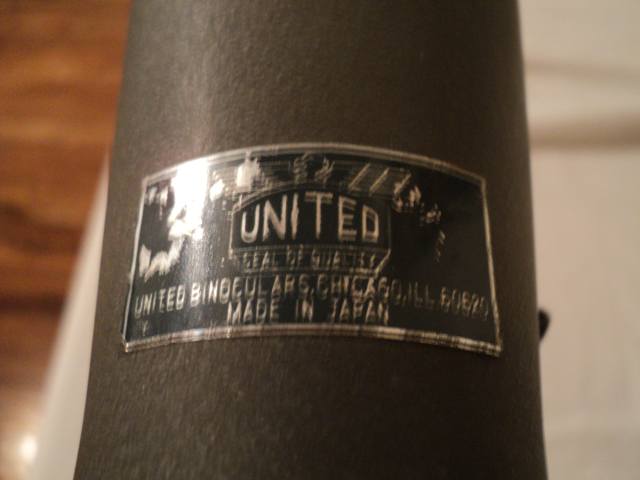 UNITED
SEAL OF QUALITY
UNITED BINOCULARS, CHICAGO, ILL. 60620
MADE IN JAPAN